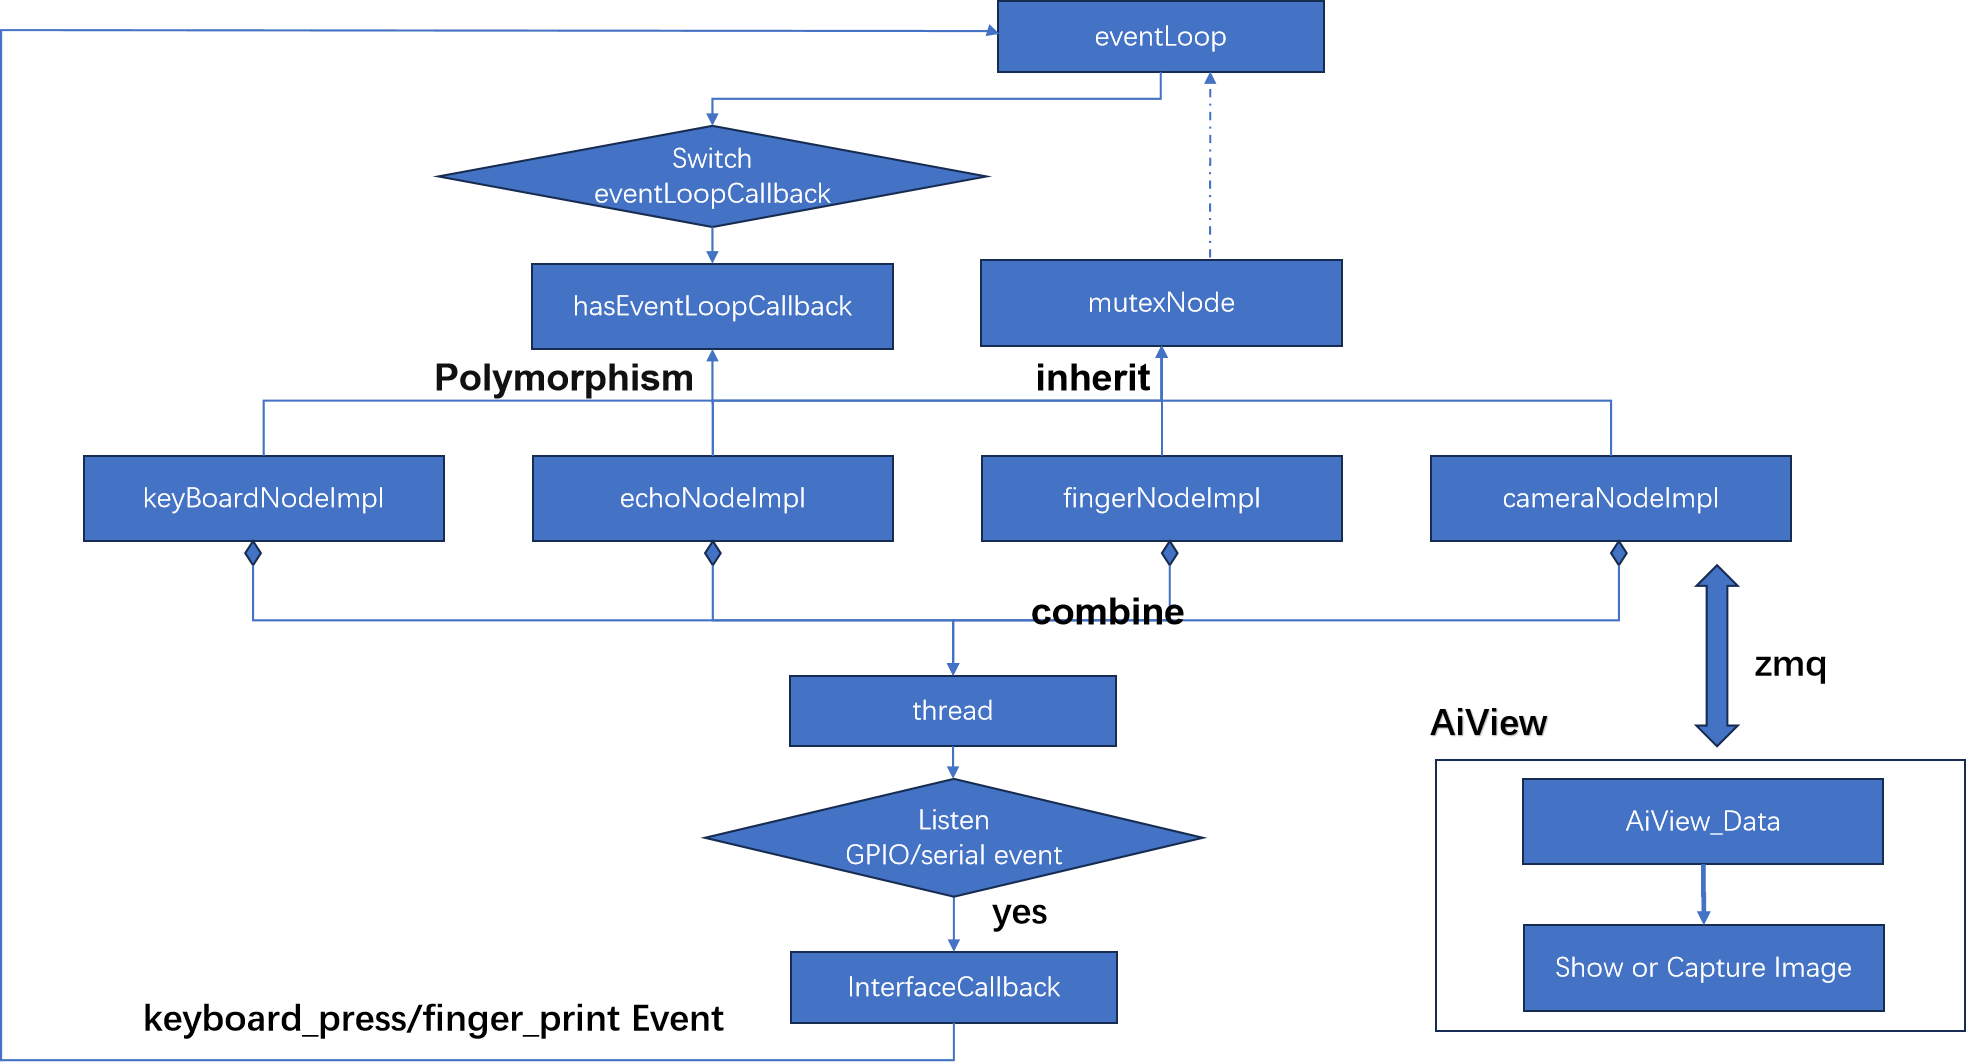 eventLoop
Switch
eventLoopCallback
hasEventLoopCallback
mutexNode
Polymorphism
inherit
keyBoardNodeImpl
echoNodeImpl
fingerNodeImpl
cameraNodeImpl
combine
zmq
thread
AiView
Listen
GPIO/serial event
AiView_Data
yes
Show or Capture Image
InterfaceCallback
keyboard_press/finger_print Event